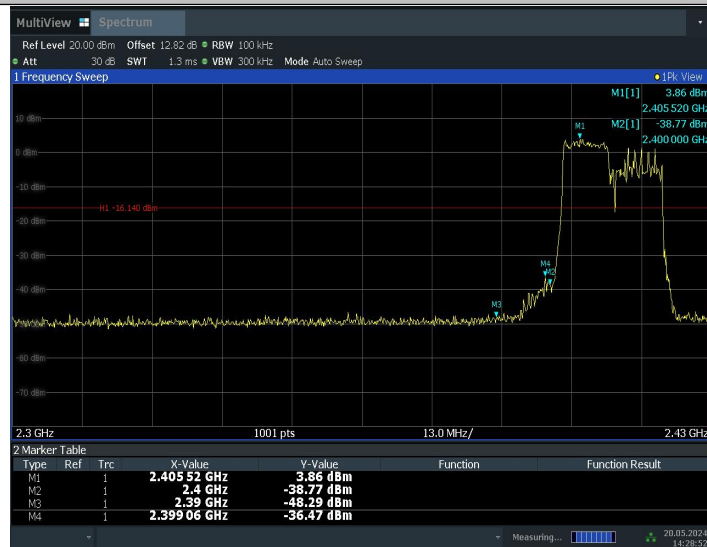 MultiView Spectrum
Ref Level 20.00 dBm Offset 12.82 dB RBW 100 kHz
Att 30 dB SWT 1.3 ms VBW 300 kHz Mode Auto Sweep
1 Frequency Sweep 1Pk View
M1[1] 3.86 dBm
2.405 520 GHz
M2[1] -38.77 dBm
2.400 000 GHz
10 dBm
M1
0 dBm
-10 dBm
H1 -16.140 dBm
-20 dBm
-30 dBm
M4
M2
-40 dBm
M3
-60 dBm
-70 dBm
2.3 GHz 1001 pts 13.0 MHz/ 2.43 GHz
2 Marker Table
Type Ref Trc X-Value Y-Value Function Function Result
M1 1 2.405 52 GHz 3.86 dBm
M2 1 2.4 GHz -38.77 dBm
M3 1 2.39 GHz -48.29 dBm
M4 1 2.399 06 GHz -36.47 dBm
Measuring... 20.05.2024
14:28:52